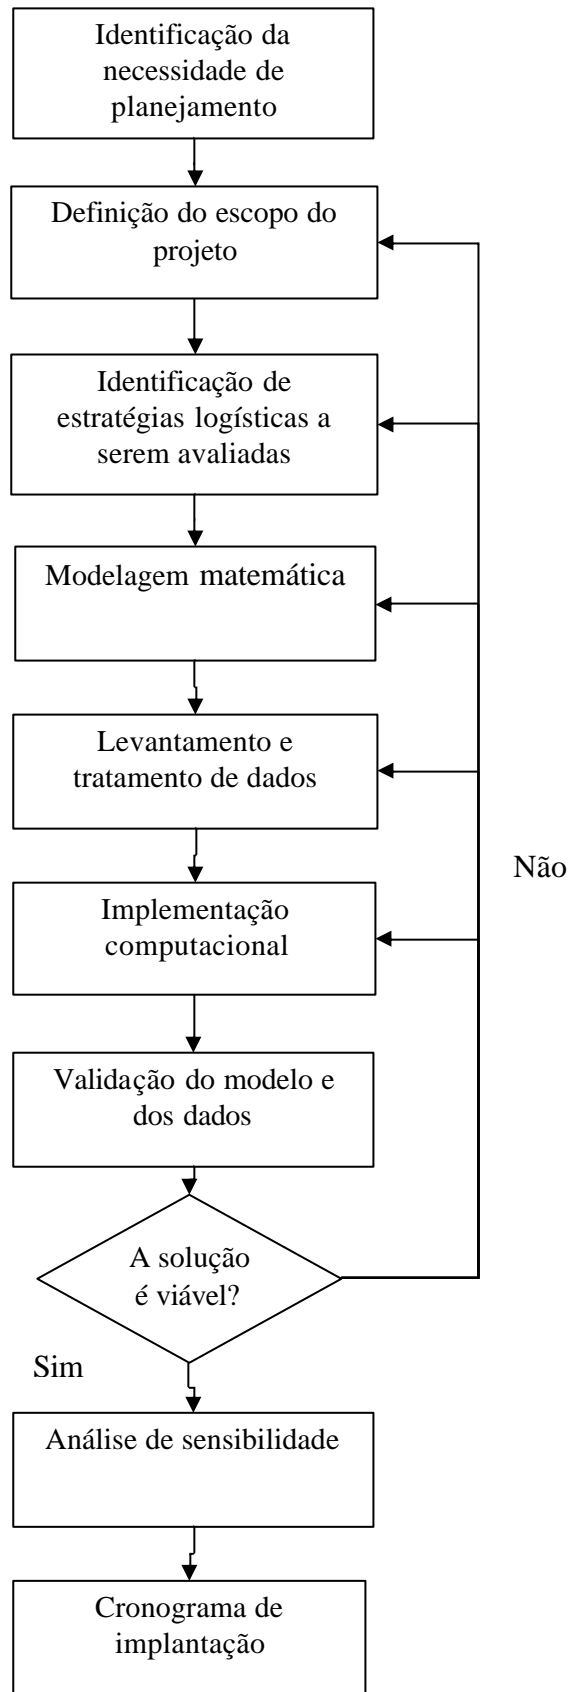 Identificação da
necessidade de
planejamento
Definição do escopo do
projeto
Identificação de
estratégias logísticas a
serem avaliadas
Modelagem matemática
Levantamento e
tratamento de dados
Não
Implementação
computacional
Validação do modelo e
dos dados
A solução
é viável?
Sim
Análise de sensibilidade
Cronograma de
implantação